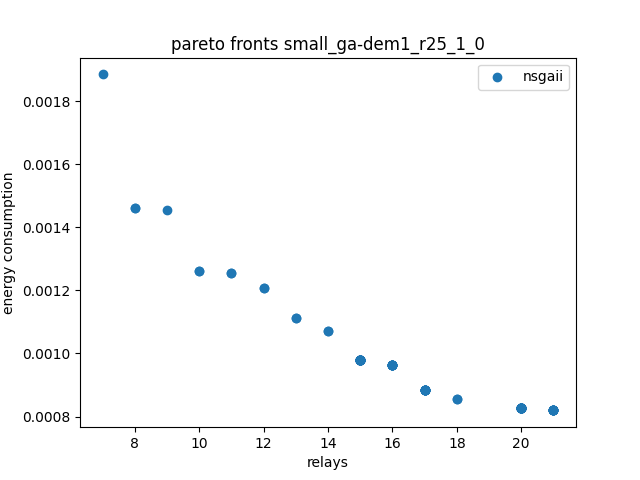 pareto fronts small_ga-dem1_r25_1_0
nsgaii
energy consumption
0.0018
0.0016
0.0014
0.0012
0.0010
0.0008
8 10 12 14 16 18 20
relays